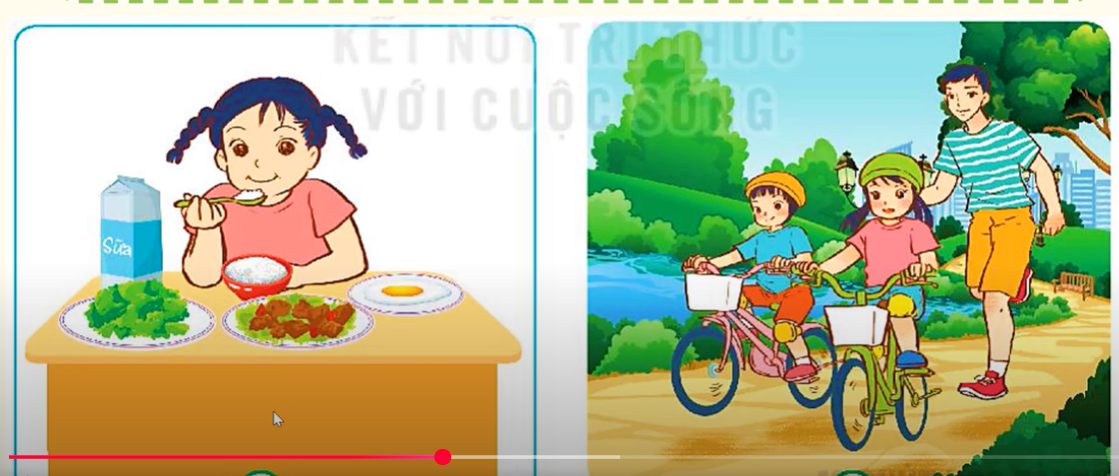 KẾT NỐI TRI THỨC
VỚI CUỘC SỐNG
Sữa